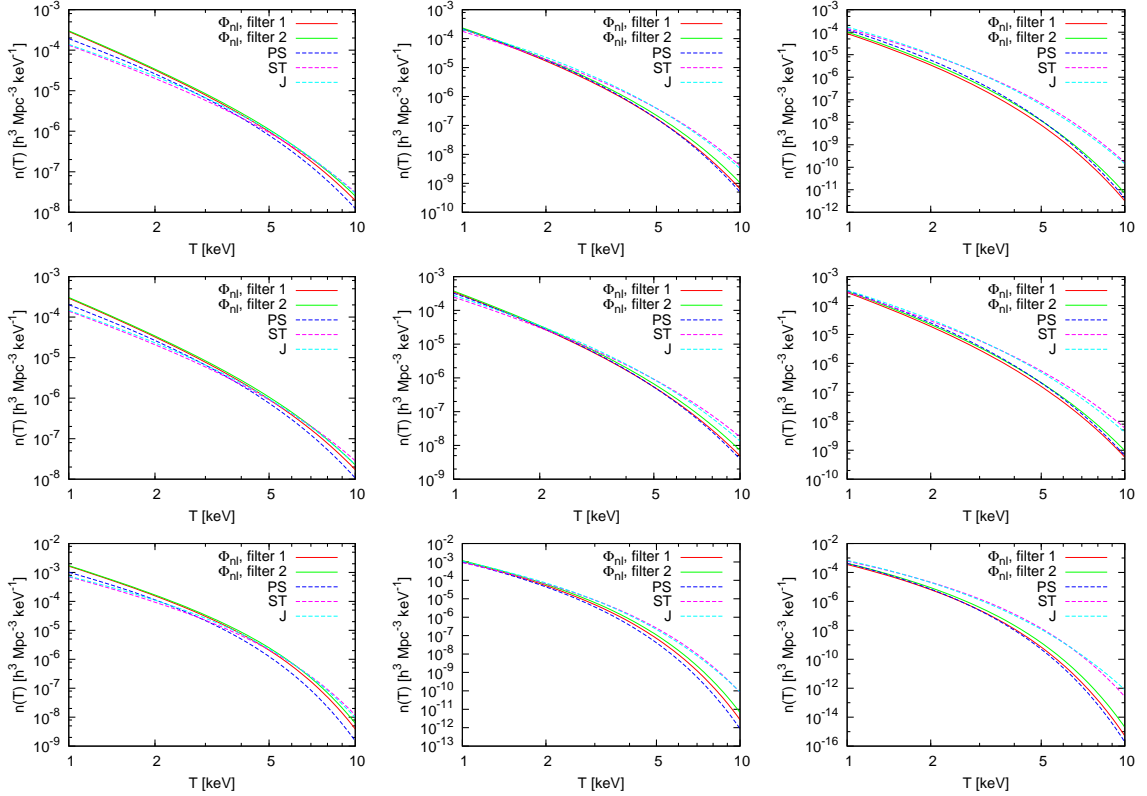 n(T) [h³ Mpc⁻³ keV⁻¹]
10⁻³
10⁻⁴
10⁻⁵
10⁻⁶
10⁻⁷
10⁻⁸
Φnl, filter 1
Φnl, filter 2
PS
ST
J
1 2 5 10
T [keV]
n(T) [h³ Mpc⁻³ keV⁻¹]
10⁻³
10⁻⁴
10⁻⁵
10⁻⁶
10⁻⁷
10⁻⁸
10⁻⁹
10⁻¹⁰
Φnl, filter 1
Φnl, filter 2
PS
ST
J
1 2 5 10
T [keV]
n(T) [h³ Mpc⁻³ keV⁻¹]
10⁻³
10⁻⁴
10⁻⁵
10⁻⁶
10⁻⁷
10⁻⁸
10⁻⁹
10⁻¹⁰
10⁻¹¹
10⁻¹²
Φnl, filter 1
Φnl, filter 2
PS
ST
J
1 2 5 10
T [keV]
n(T) [h³ Mpc⁻³ keV⁻¹]
10⁻³
10⁻⁴
10⁻⁵
10⁻⁶
10⁻⁷
10⁻⁸
Φnl, filter 1
Φnl, filter 2
PS
ST
J
1 2 5 10
T [keV]
n(T) [h³ Mpc⁻³ keV⁻¹]
10⁻³
10⁻⁴
10⁻⁵
10⁻⁶
10⁻⁷
10⁻⁸
10⁻⁹
Φnl, filter 1
Φnl, filter 2
PS
ST
J
1 2 5 10
T [keV]
n(T) [h³ Mpc⁻³ keV⁻¹]
10⁻³
10⁻⁴
10⁻⁵
10⁻⁶
10⁻⁷
10⁻⁸
10⁻⁹
10⁻¹⁰
Φnl, filter 1
Φnl, filter 2
PS
ST
J
1 2 5 10
T [keV]
n(T) [h³ Mpc⁻³ keV⁻¹]
10⁻²
10⁻³
10⁻⁴
10⁻⁵
10⁻⁶
10⁻⁷
10⁻⁸
10⁻⁹
Φnl, filter 1
Φnl, filter 2
PS
ST
J
1 2 5 10
T [keV]
n(T) [h³ Mpc⁻³ keV⁻¹]
10⁻²
10⁻³
10⁻⁴
10⁻⁵
10⁻⁶
10⁻⁷
10⁻⁸
10⁻⁹
10⁻¹⁰
10⁻¹¹
10⁻¹²
10⁻¹³
Φnl, filter 1
Φnl, filter 2
PS
ST
J
1 2 5 10
T [keV]
n(T) [h³ Mpc⁻³ keV⁻¹]
10⁻²
10⁻⁴
10⁻⁶
10⁻⁸
10⁻¹⁰
10⁻¹²
10⁻¹⁴
10⁻¹⁶
Φnl, filter 1
Φnl, filter 2
PS
ST
J
1 2 5 10
T [keV]